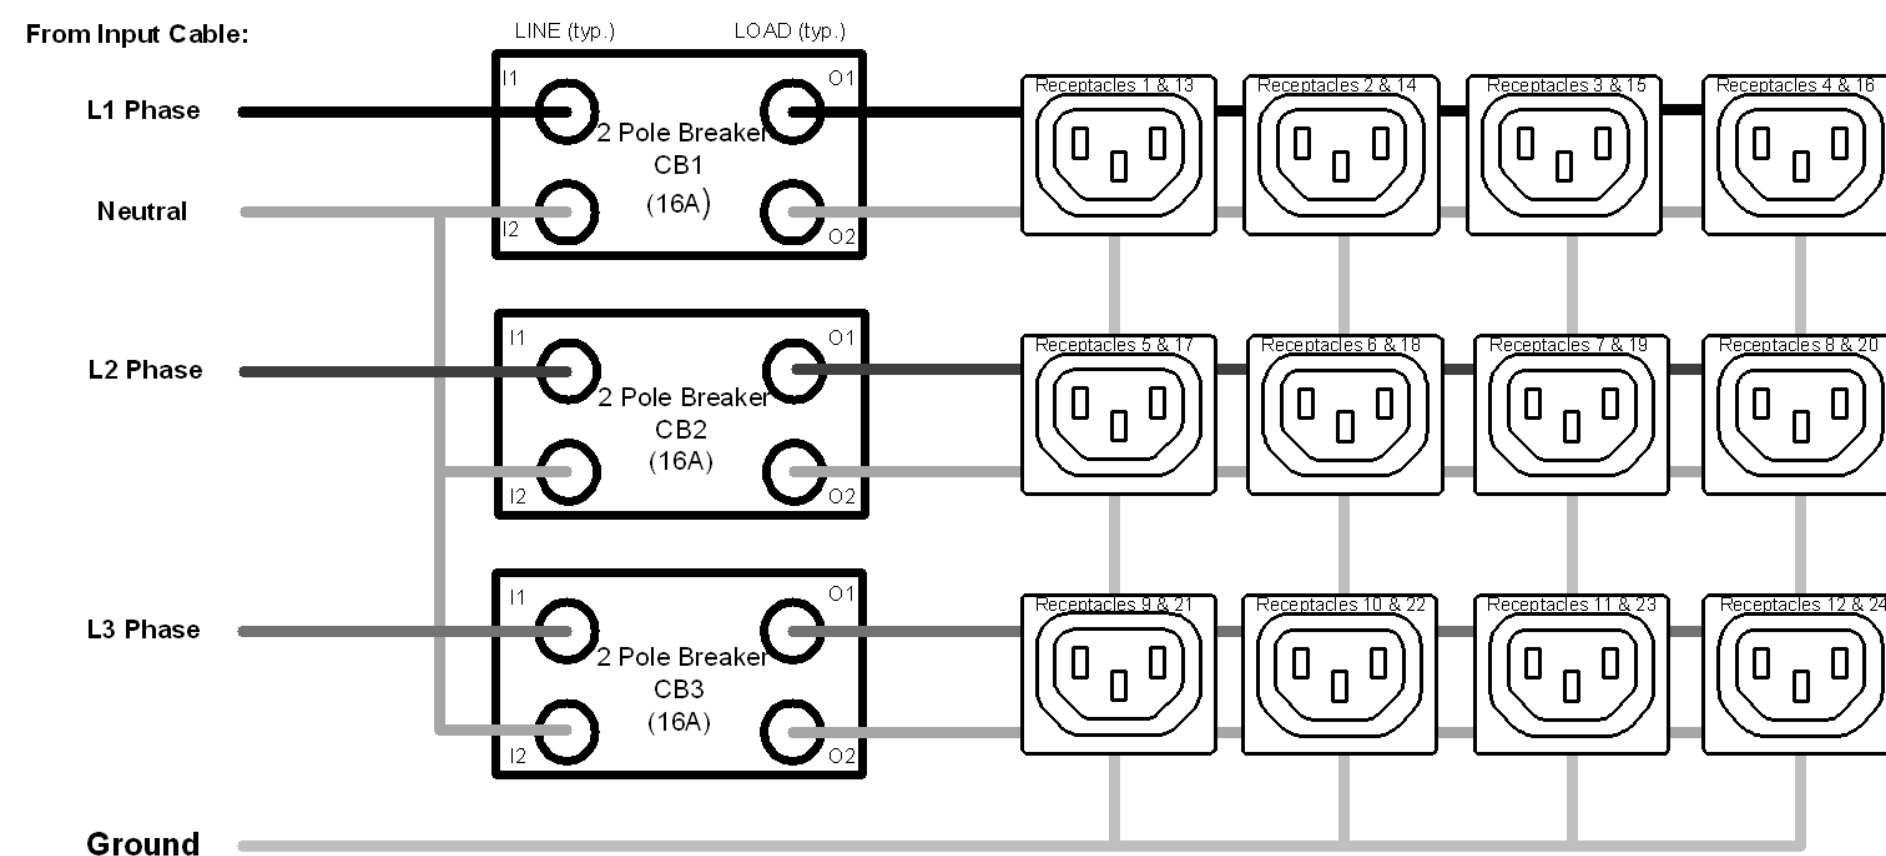 From Input Cable:
LINE (typ.)
LOAD (typ.)
L1 Phase
I1
O1
2 Pole Breaker
CB1
(16A)
Neutral
I2
O2
Receptacles 1 & 13
Receptacles 2 & 14
Receptacles 3 & 15
Receptacles 4 & 16
L2 Phase
I1
O1
2 Pole Breaker
CB2
(16A)
I2
O2
Receptacles 5 & 17
Receptacles 6 & 18
Receptacles 7 & 19
Receptacles 8 & 20
L3 Phase
I1
O1
2 Pole Breaker
CB3
(16A)
I2
O2
Receptacles 9 & 21
Receptacles 10 & 22
Receptacles 11 & 23
Receptacles 12 & 24
Ground